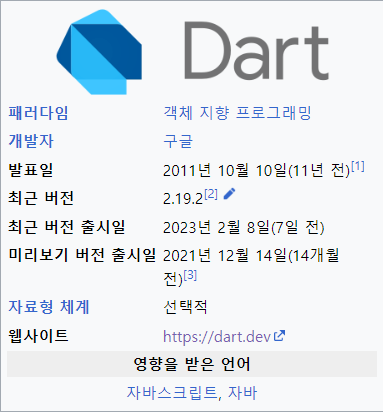 Dart
패러다임 객체 지향 프로그래밍
개발자 구글
발표일 2011년 10월 10일(11년 전)[1]
최근 버전 2.19.2[2]
최근 버전 출시일 2023년 2월 8일(7일 전)
미리보기 버전 출시일 2021년 12월 14일(14개월
전)[3]
자료형 체계 선택적
웹사이트 https://dart.dev
영향을 받은 언어
자바스크립트, 자바